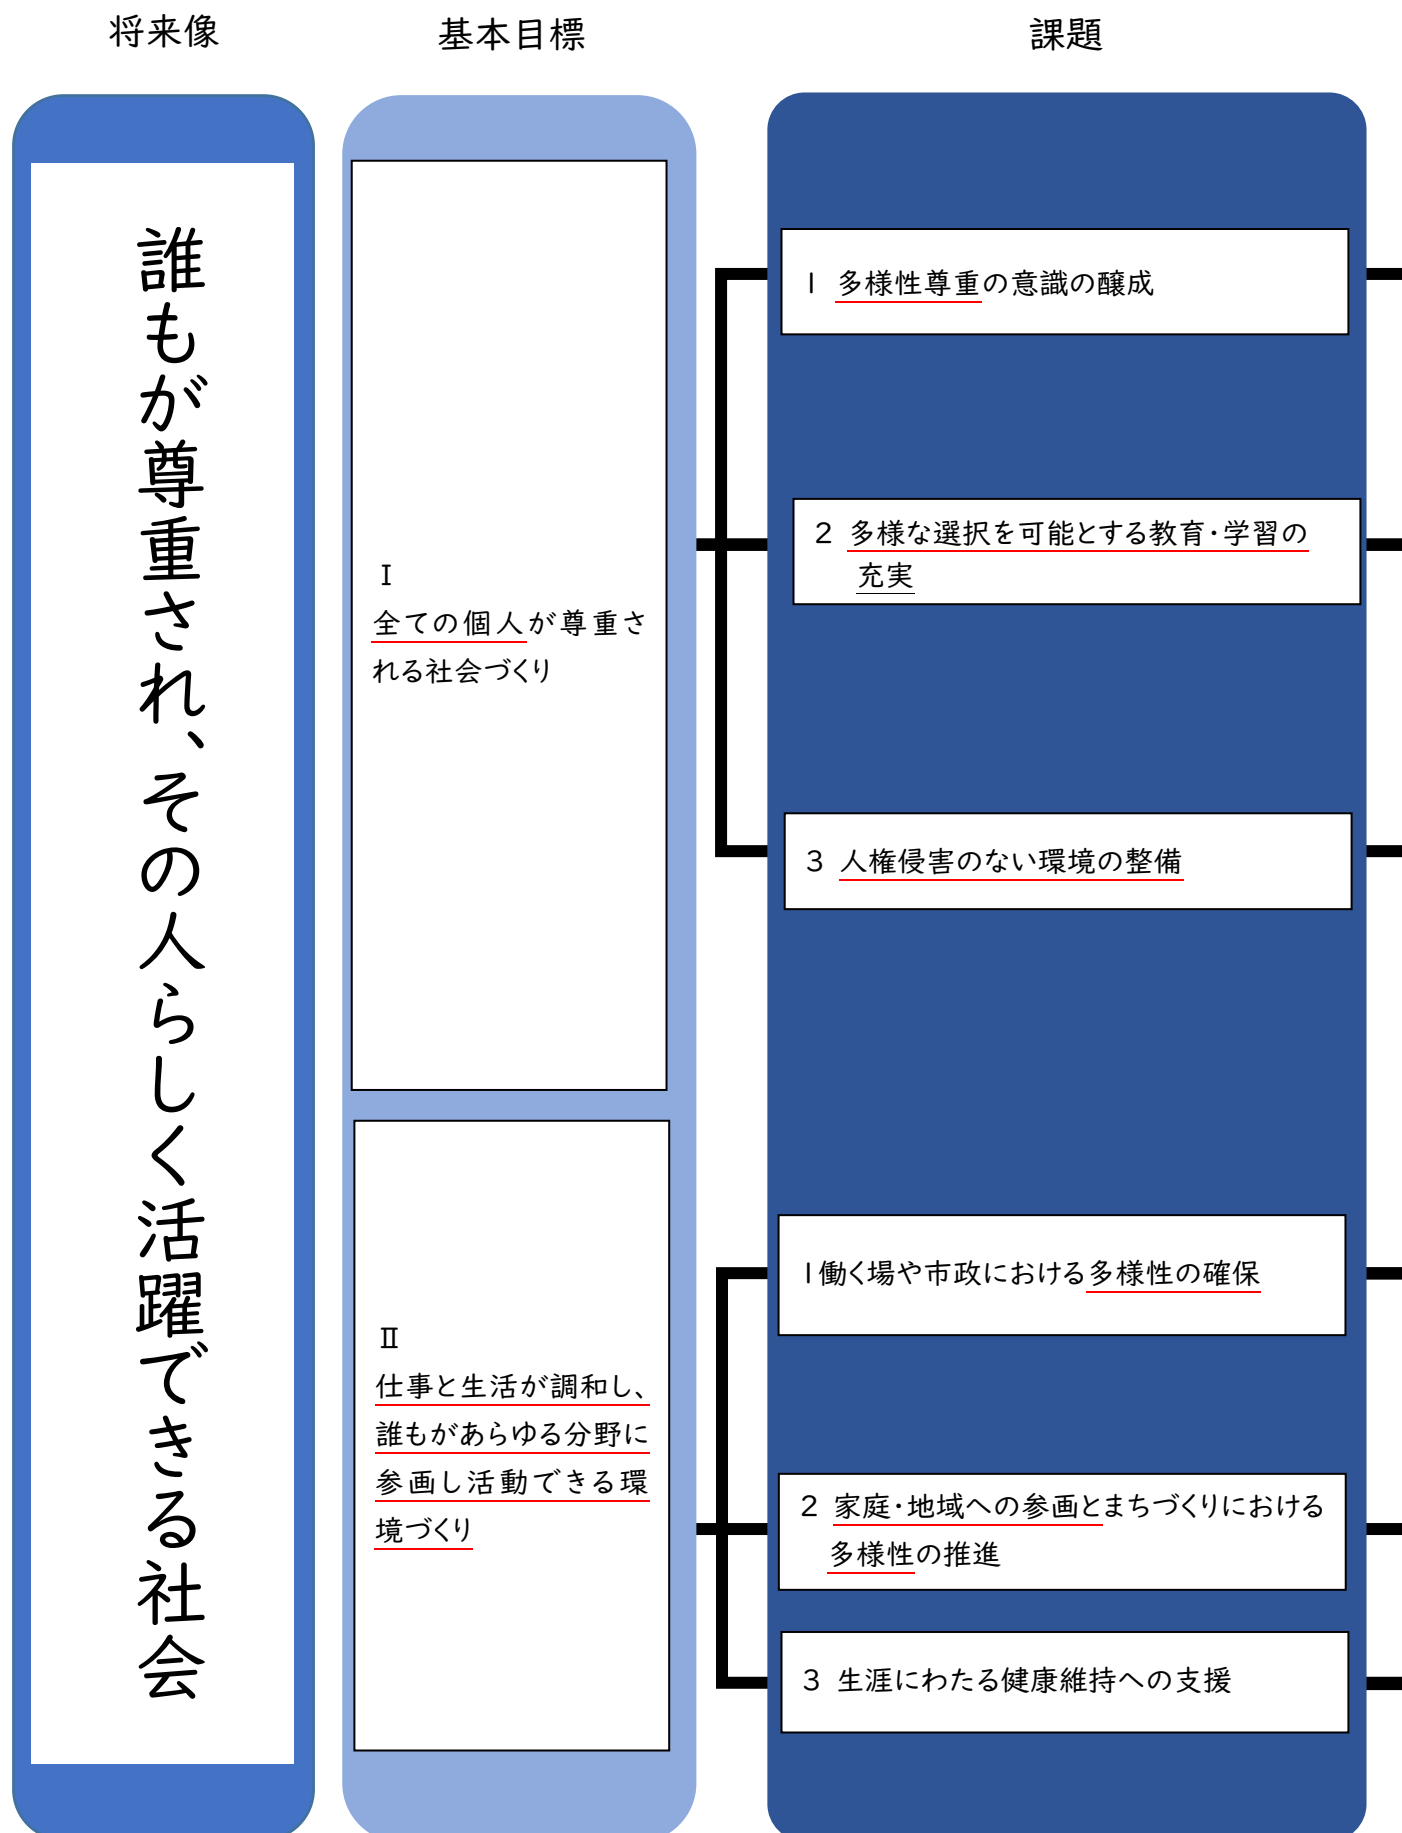 将来像
基本目標
課題
誰もが尊重され、その人らしく活躍できる社会
Ⅰ
全ての個人が尊重さ
れる社会づくり
1 多様性尊重の意識の醸成
2 多様な選択を可能とする教育・学習の
充実
3 人権侵害のない環境の整備
Ⅱ
仕事と生活が調和し、
誰もがあらゆる分野に
参画し活動できる環
境づくり
1働く場や市政における多様性の確保
2 家庭・地域への参画とまちづくりにおける
多様性の推進
3 生涯にわたる健康維持への支援